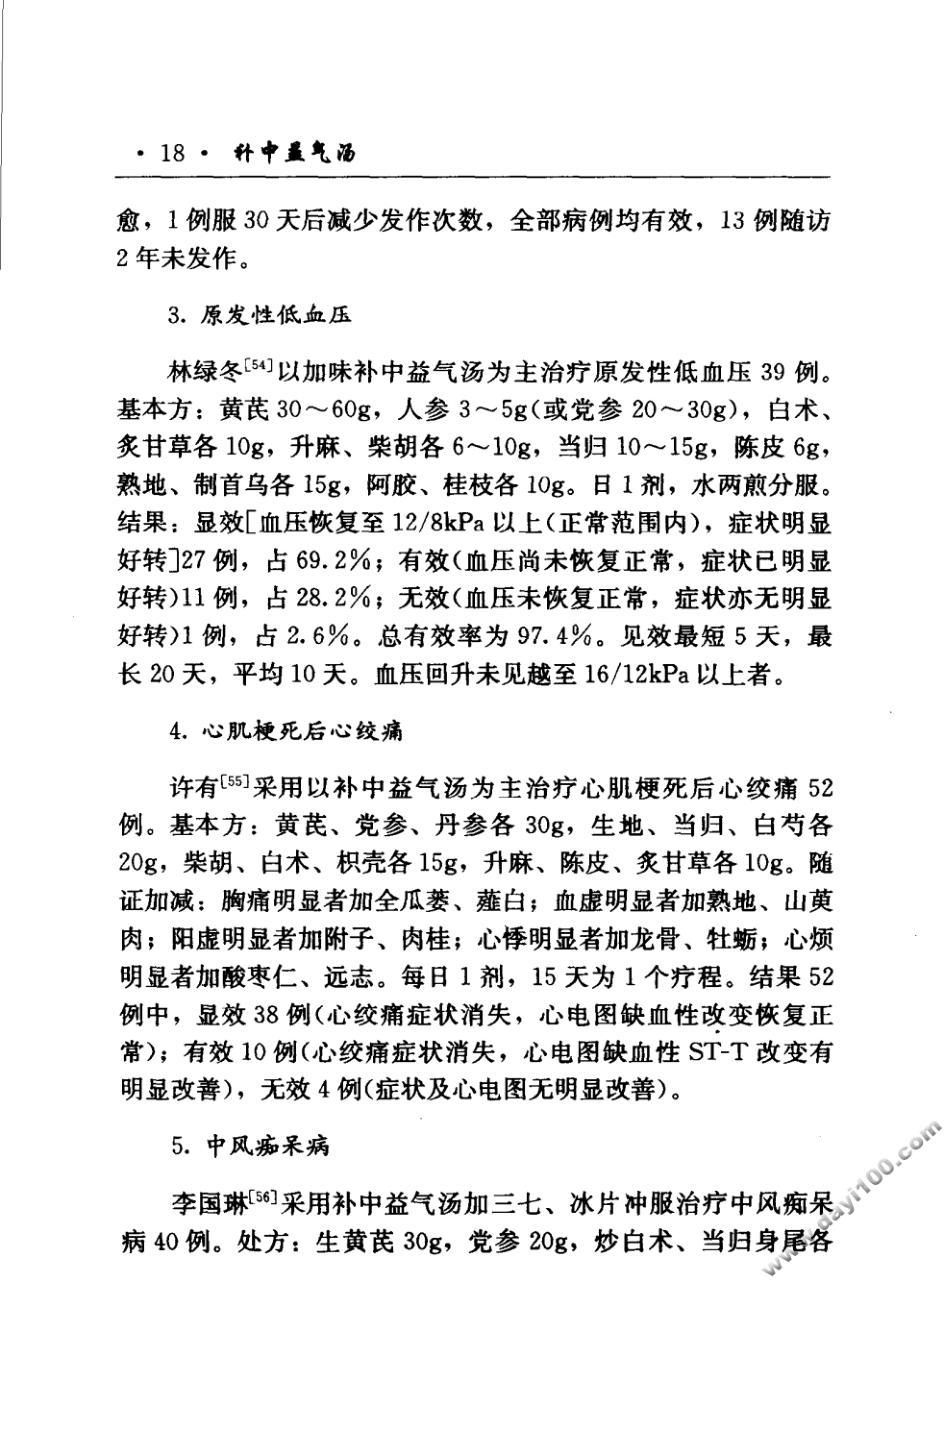 · 18 · 补中益气汤
愈，1 例服 30 天后减少发作次数，全部病例均有效，13 例随访
2 年未发作。
3. 原发性低血压
林绿冬[54]以加味补中益气汤为主治疗原发性低血压 39 例。
基本方：黄芪 30～60g，人参 3～5g(或党参 20～30g)，白术、
炙甘草各 10g，升麻、柴胡各 6～10g，当归 10～15g，陈皮 6g，
熟地、制首乌各 15g，阿胶、桂枝各 10g。日 1 剂，水两煎分服。
结果：显效[血压恢复至 12/8kPa 以上(正常范围内)，症状明显
好转]27 例，占 69.2%；有效(血压尚未恢复正常，症状已明显
好转)11 例，占 28.2%；无效(血压未恢复正常，症状亦无明显
好转)1 例，占 2.6%。总有效率为 97.4%。见效最短 5 天，最
长 20 天，平均 10 天。血压回升未见越至 16/12kPa 以上者。
4. 心肌梗死后心绞痛
许有[55]采用以补中益气汤为主治疗心肌梗死后心绞痛 52
例。基本方：黄芪、党参、丹参各 30g，生地、当归、白芍各
20g，柴胡、白术、枳壳各 15g，升麻、陈皮、炙甘草各 10g。随
证加减：胸痛明显者加全瓜蒌、薤白；血虚明显者加熟地、山萸
肉；阳虚明显者加附子、肉桂；心悸明显者加龙骨、牡蛎；心烦
明显者加酸枣仁、远志。每日 1 剂，15 天为 1 个疗程。结果 52
例中，显效 38 例(心绞痛症状消失，心电图缺血性改变恢复正
常)；有效 10 例(心绞痛症状消失，心电图缺血性 ST-T 改变有
明显改善)，无效 4 例(症状及心电图无明显改善)。
5. 中风痴呆病
李国琳[56]采用补中益气汤加三七、冰片冲服治疗中风痴呆
病 40 例。处方：生黄芪 30g，党参 20g，炒白术、当归身尾各
www.dayi100.com